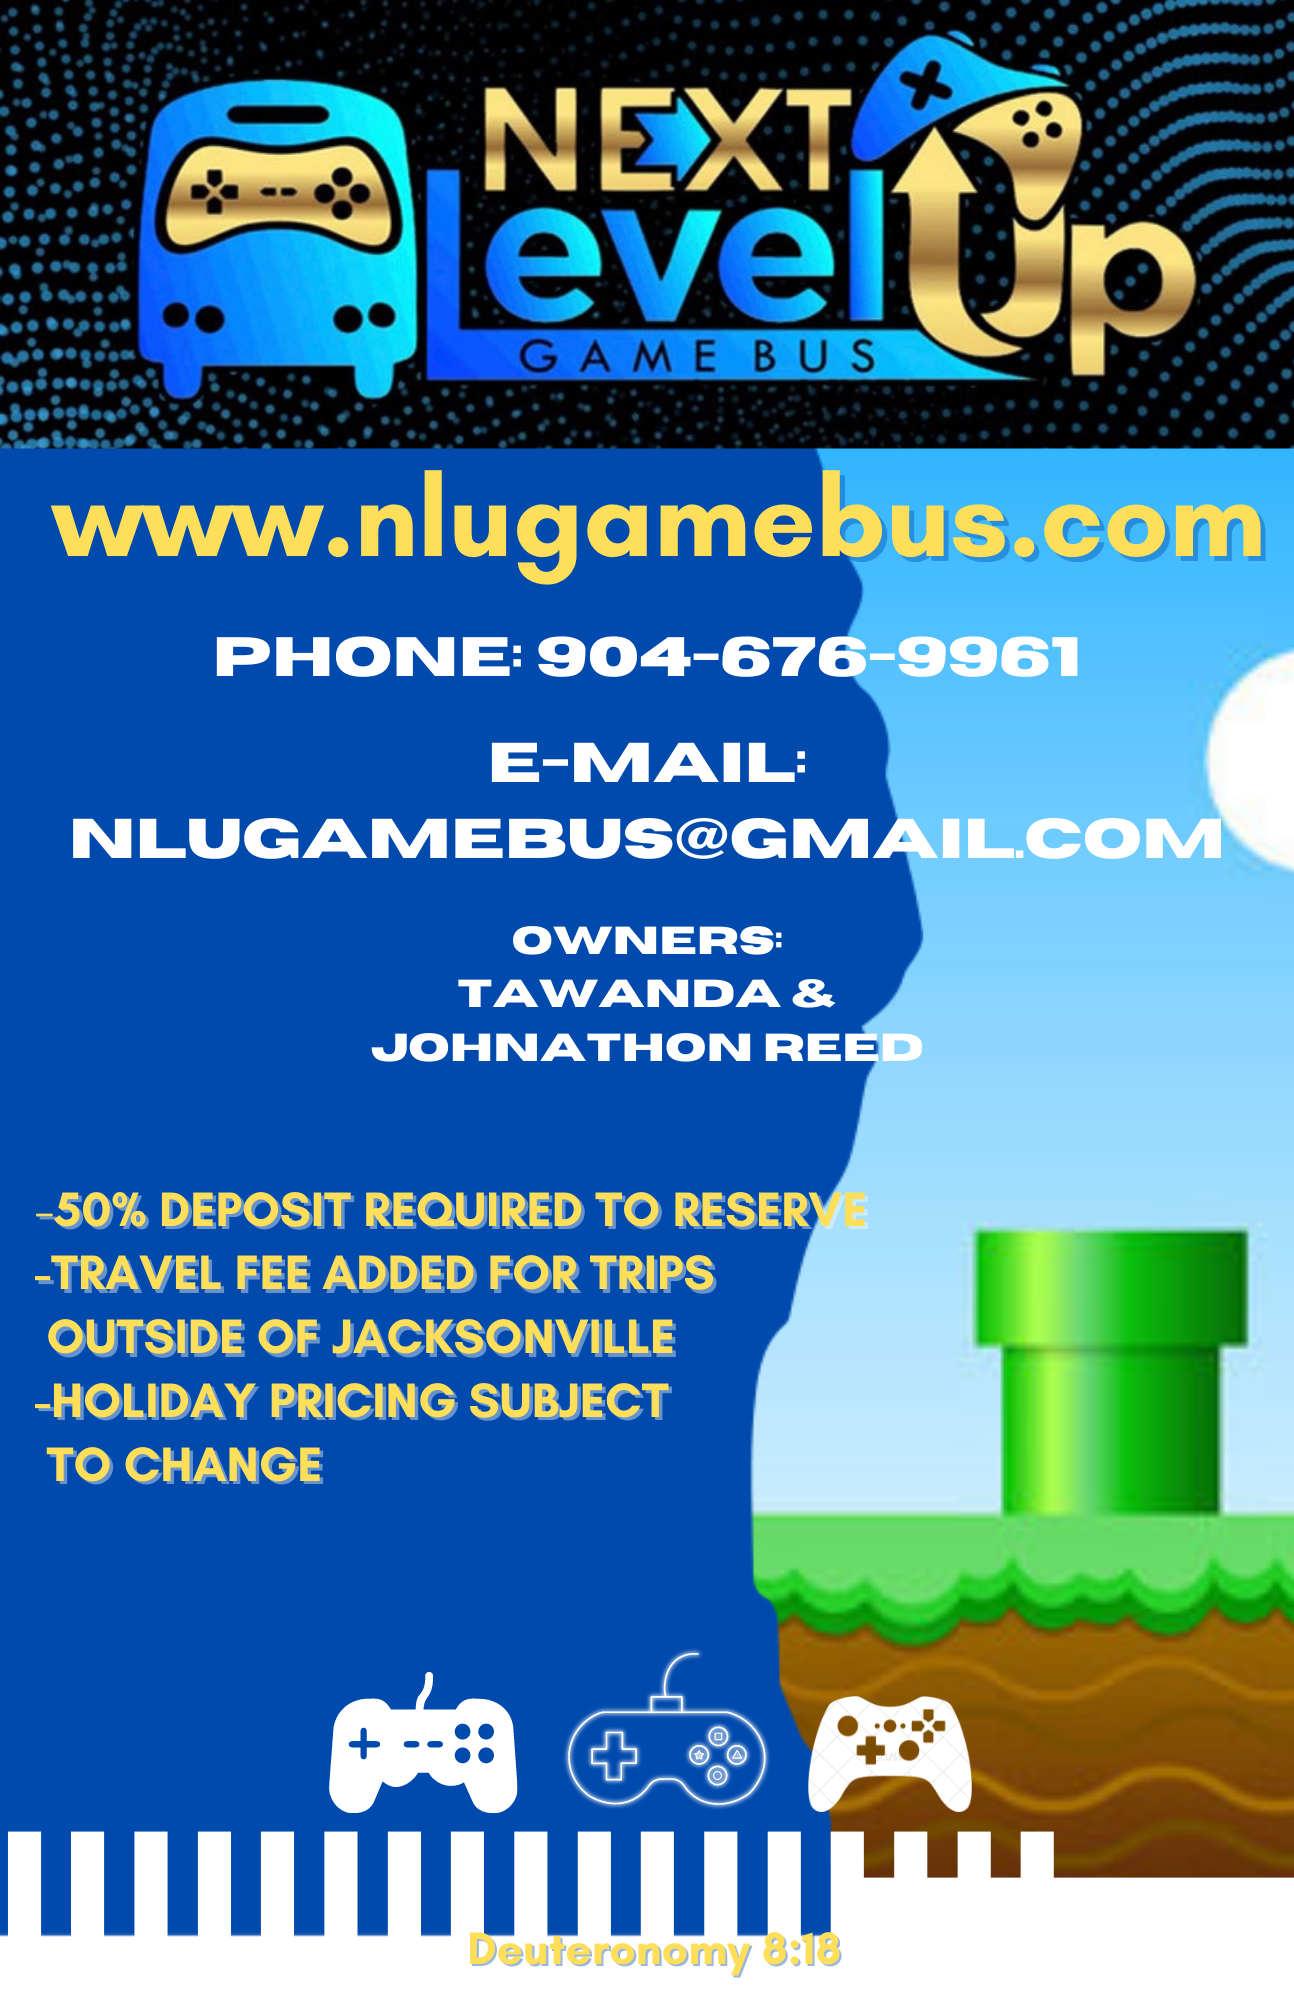 NEXT
Level Up
GAME BUS
www.nlugamebus.com
PHONE: 904-676-9961
E-MAIL:
NLUGAMEBUS@GMAIL.COM
OWNERS:
TAWANDA &
JOHNATHON REED
-50% DEPOSIT REQUIRED TO RESERVE
-TRAVEL FEE ADDED FOR TRIPS
OUTSIDE OF JACKSONVILLE
-HOLIDAY PRICING SUBJECT
TO CHANGE
Deuteronomy 8:18